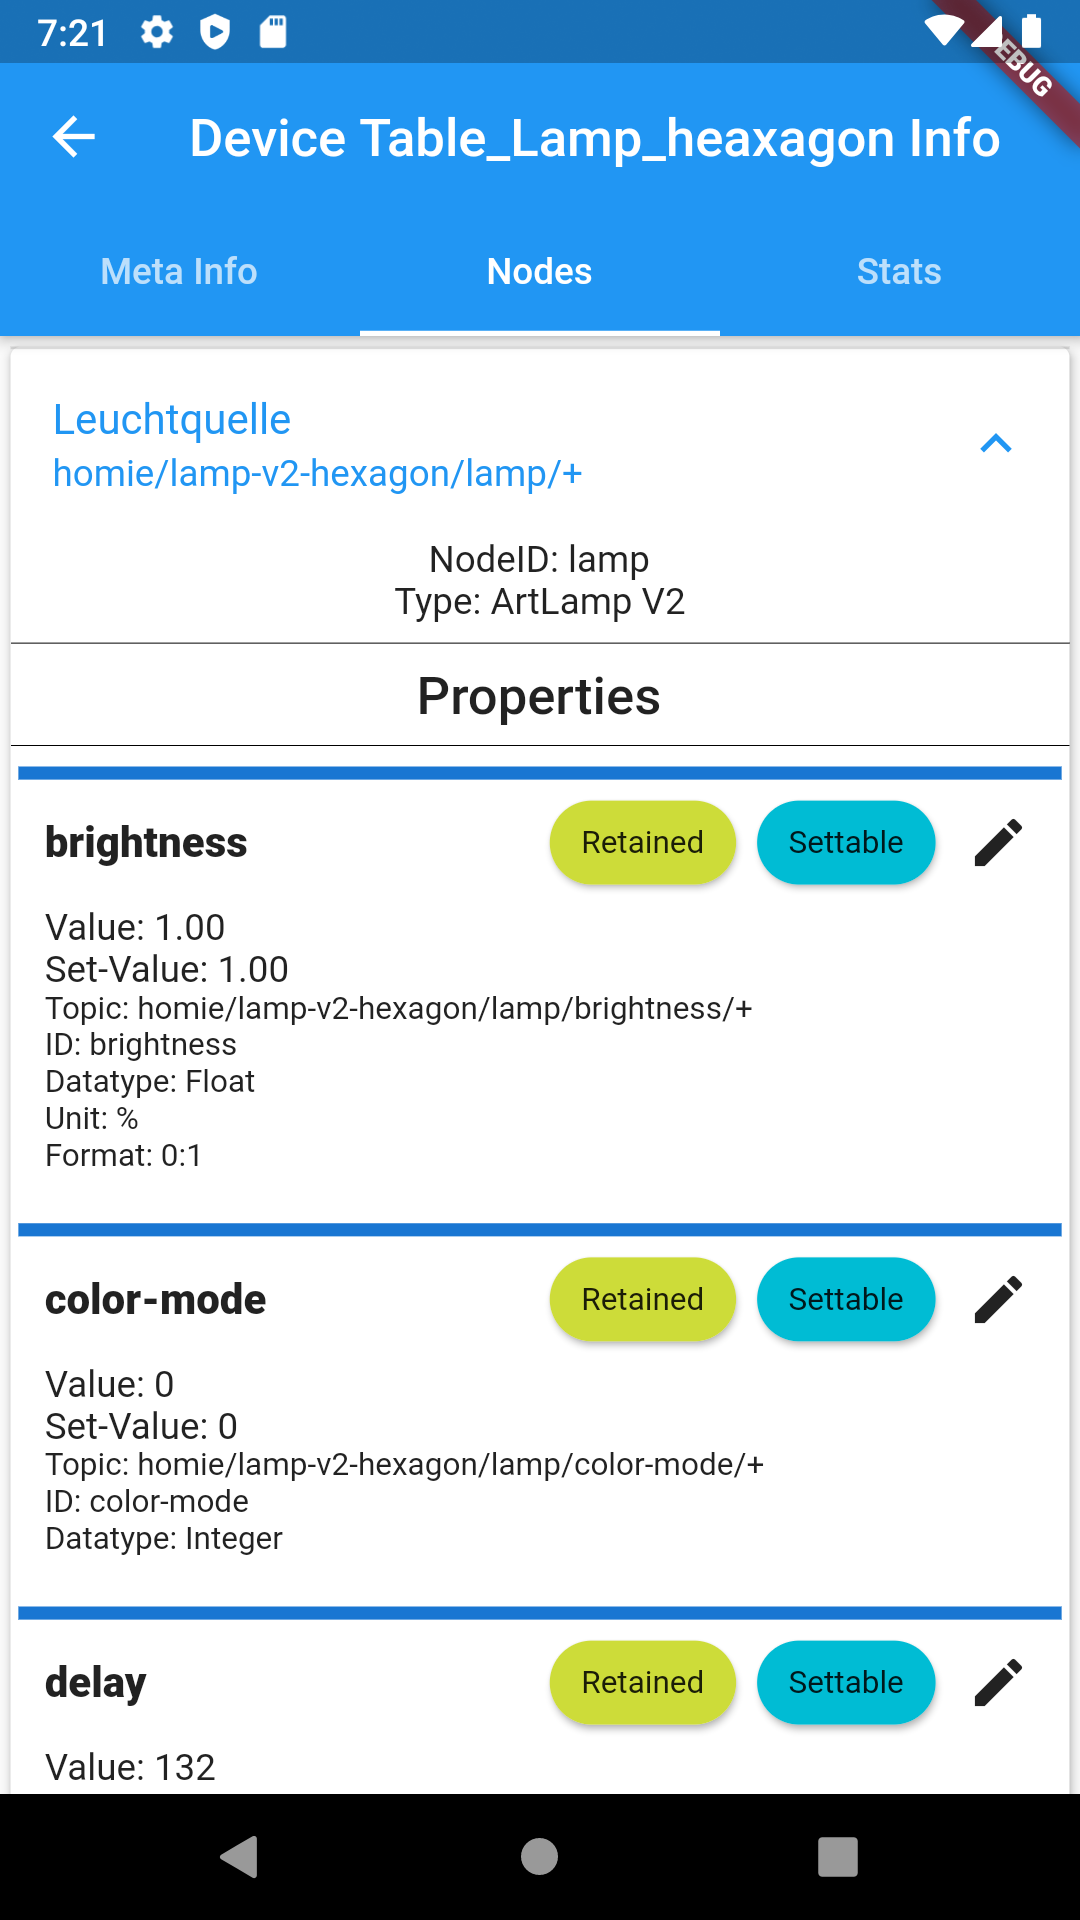 7:21
EBUG
Device Table_Lamp_heaxagon Info
Meta Info Nodes Stats
Leuchtquelle
homie/lamp-v2-hexagon/lamp/+
NodeID: lamp
Type: ArtLamp V2
Properties
brightness Retained Settable
Value: 1.00
Set-Value: 1.00
Topic: homie/lamp-v2-hexagon/lamp/brightness/+
ID: brightness
Datatype: Float
Unit: %
Format: 0:1
color-mode Retained Settable
Value: 0
Set-Value: 0
Topic: homie/lamp-v2-hexagon/lamp/color-mode/+
ID: color-mode
Datatype: Integer
delay Retained Settable
Value: 132